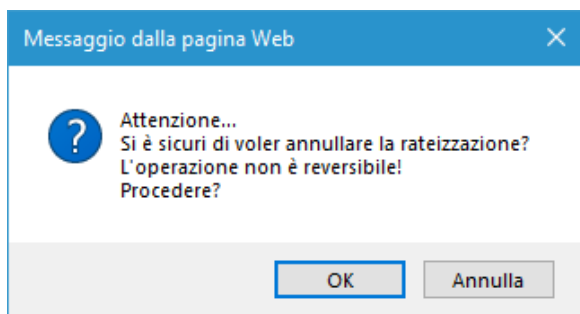 Messaggio dalla pagina Web
Attenzione...
Si è sicuri di voler annullare la rateizzazione?
L'operazione non è reversibile!
Procedere?
OK
Annulla